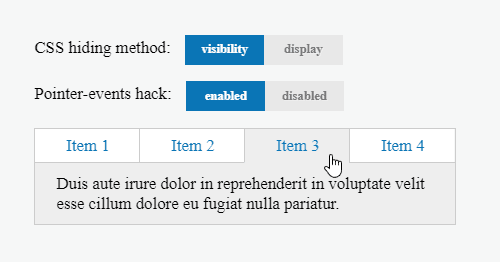 CSS hiding method: visibility display
Pointer-events hack: enabled disabled
Item 1 Item 2 Item 3 Item 4
Duis aute irure dolor in reprehenderit in voluptate velit
esse cillum dolore eu fugiat nulla pariatur.